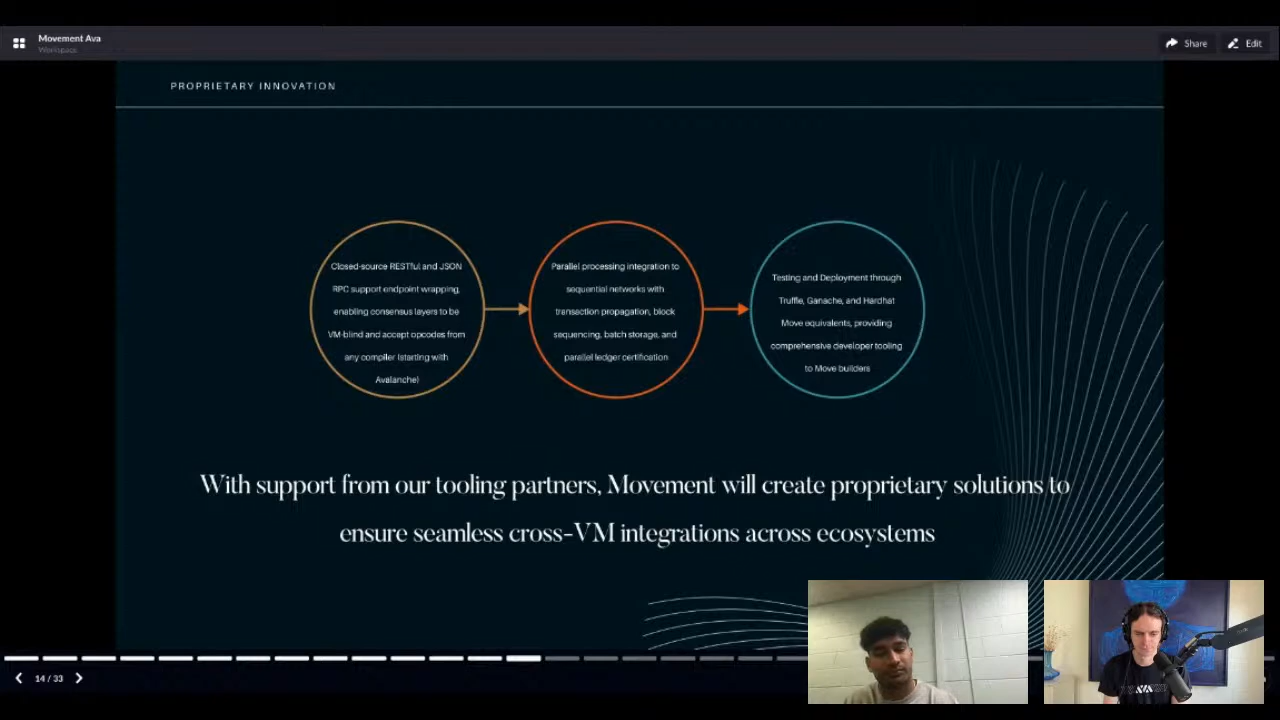 Movement Ava
Workspace
Share
Edit
PROPRIETARY INNOVATION
Closed-source RESTful and JSON
RPC support endpoint wrapping,
enabling consensus layers to be
VM-blind and accept opcodes from
any compiler (starting with
Avalanche)
Parallel processing integration to
sequential networks with
transaction propagation, block
sequencing, batch storage, and
parallel ledger certification
Testing and Deployment through
Truffle, Ganache, and Hardhat
Move equivalents, providing
comprehensive developer tooling
to Move builders
With support from our tooling partners, Movement will create proprietary solutions to
ensure seamless cross-VM integrations across ecosystems
14 / 33